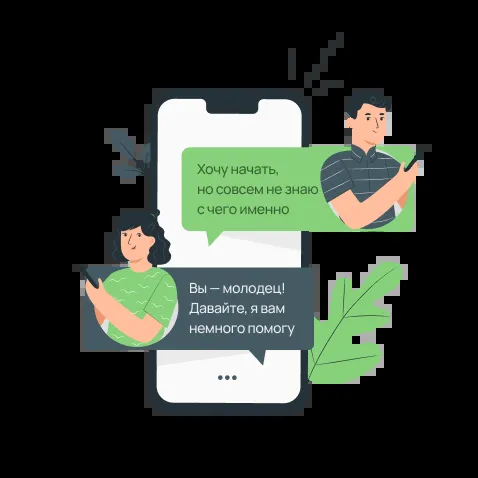 Хочу начать,
но совсем не знаю
с чего именно
Вы — молодец!
Давайте, я вам
немного помогу